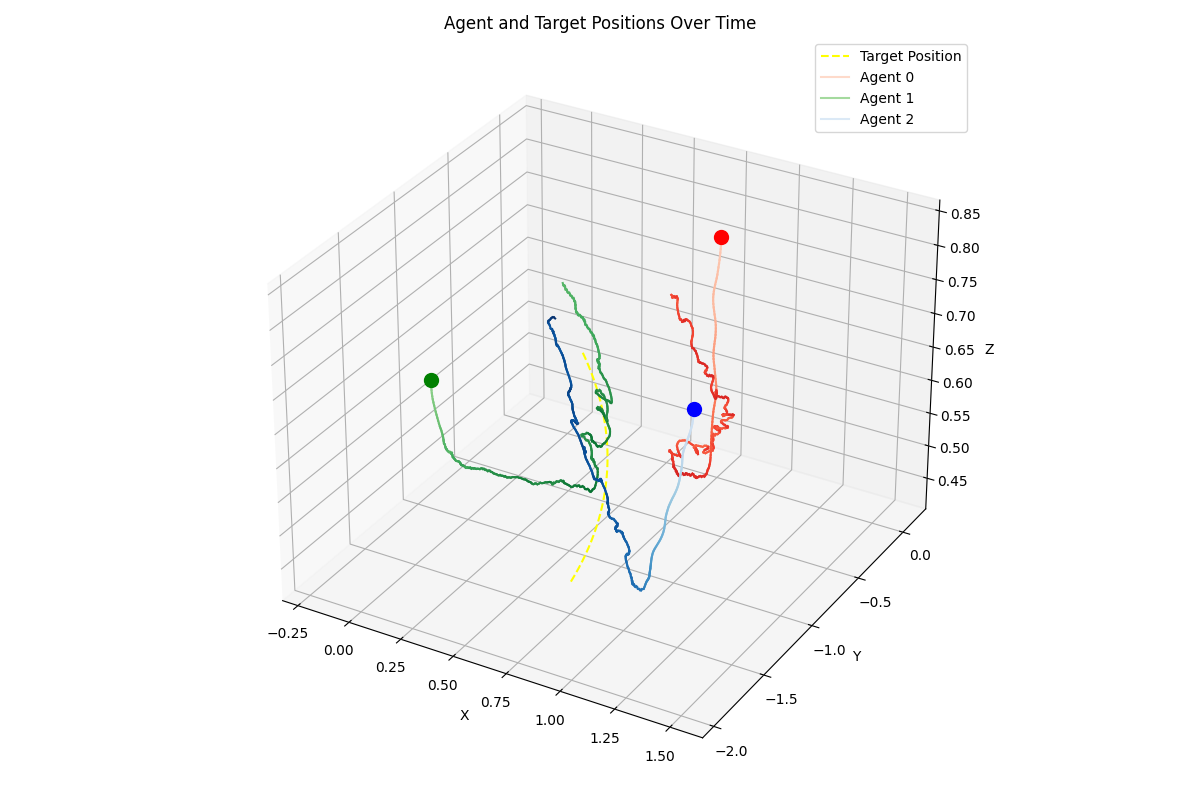 Agent and Target Positions Over Time
Target Position
Agent 0
Agent 1
Agent 2
0.85
0.80
0.75
0.70
0.65
0.60
0.55
0.50
0.45
Z
0.0
−0.5
−1.0
−1.5
−2.0
Y
−0.25
0.00
0.25
0.50
0.75
1.00
1.25
1.50
X